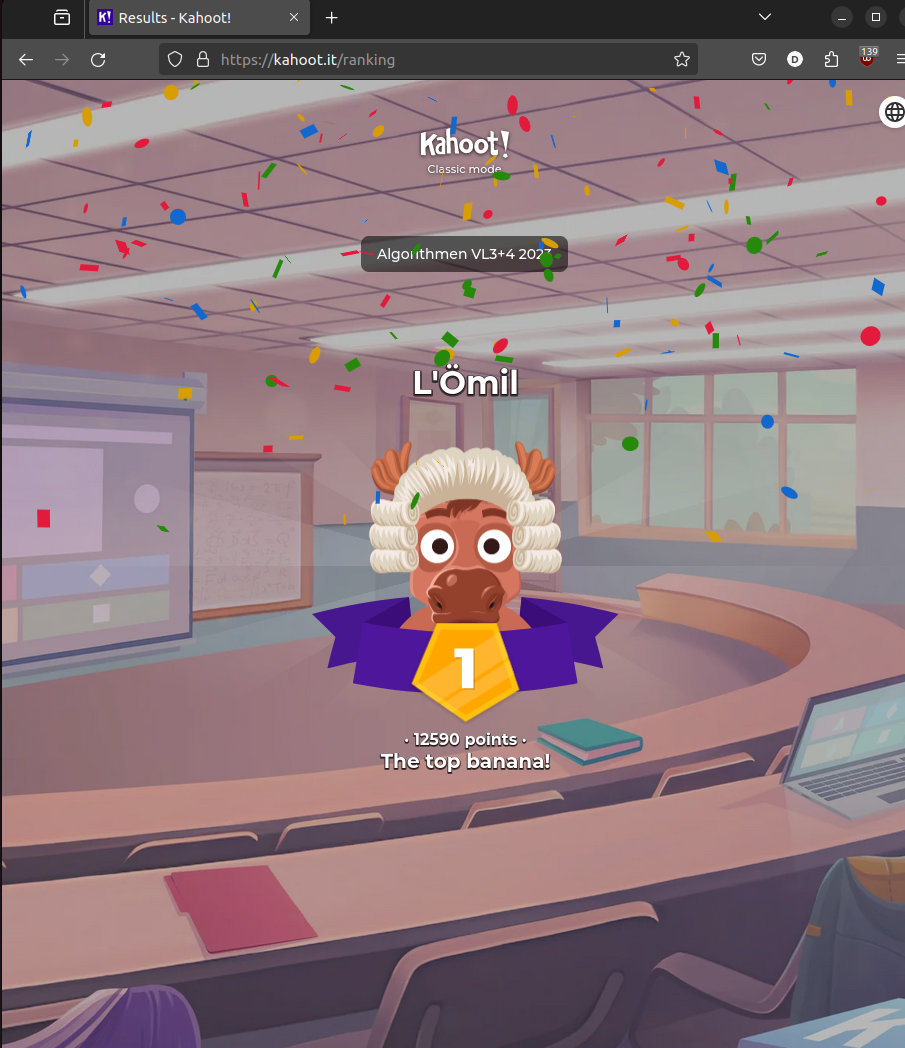 Results - Kahoot!
https://kahoot.it/ranking
D
139
Kahoot!
Classic mode
Algorithmen VL3+4 2023
L'Ömil
1
· 12590 points ·
The top banana!